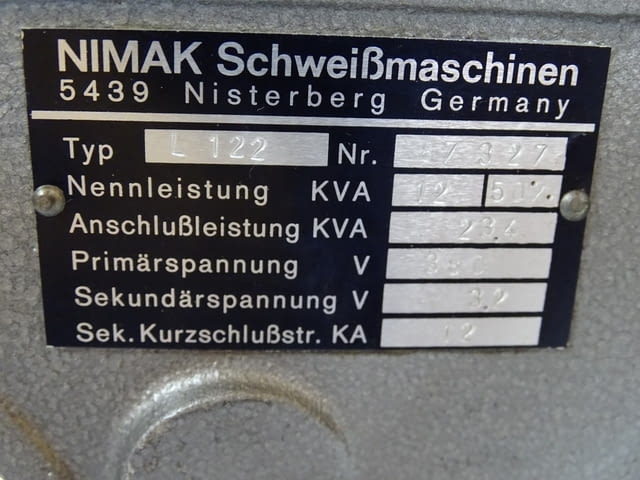 NIMAK Schweißmaschinen
5439 Nisterberg Germany
Typ L 122 Nr. 7327
Nennleistung KVA 12 50%
Anschlußleistung KVA 23.4
Primärspannung V 380
Sekundärspannung V 3.2
Sek. Kurzschlußstr. KA 12